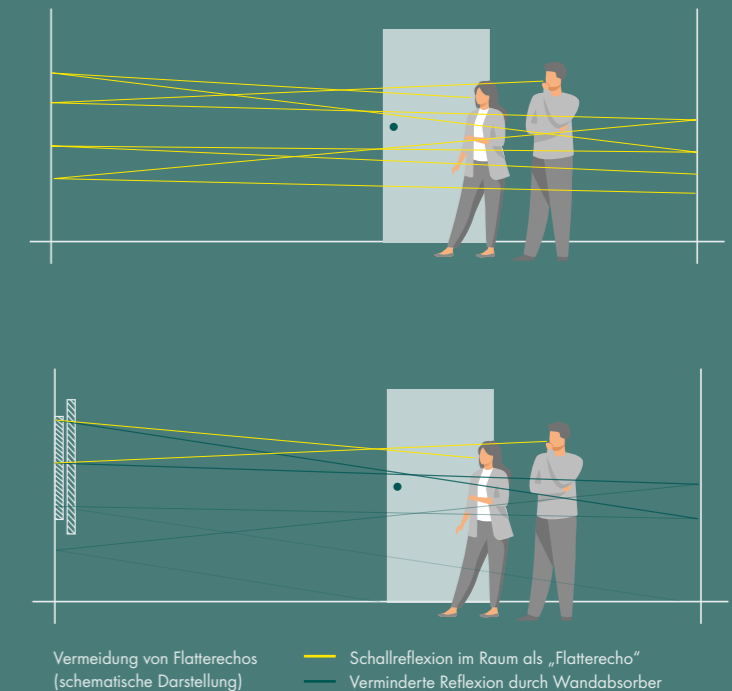 Vermeidung von Flatterechos
(schematische Darstellung)
Schallreflexion im Raum als „Flatterecho“
Verminderte Reflexion durch Wandabsorber